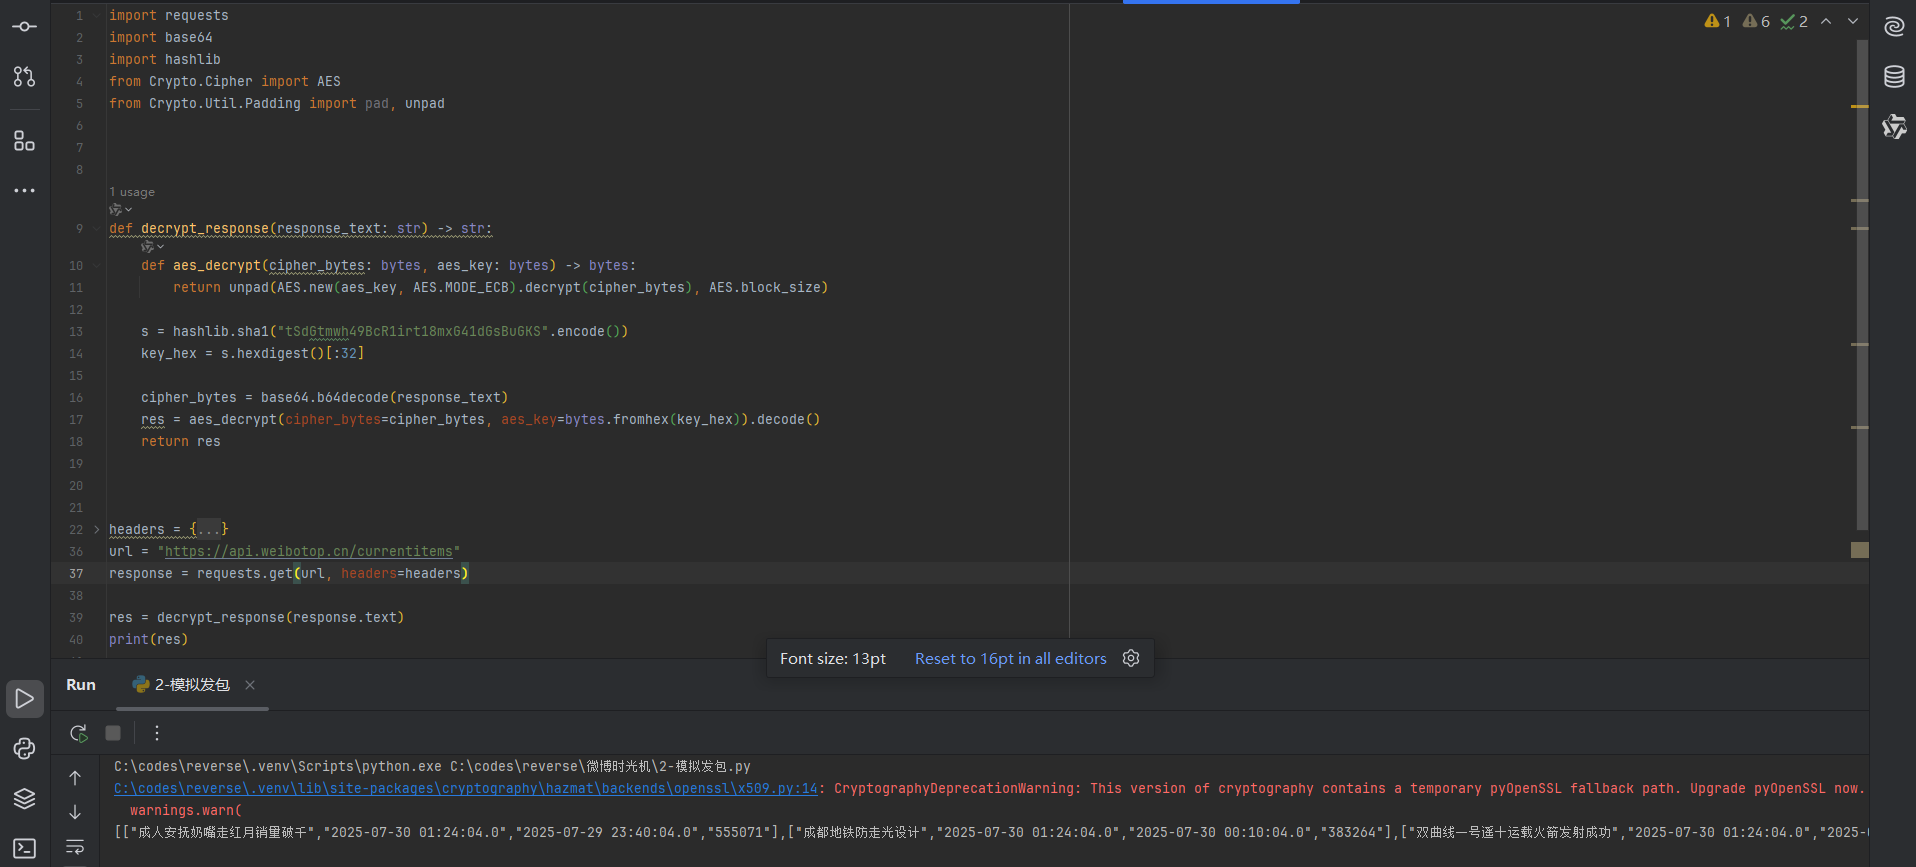 1 import requests
2 import base64
3 import hashlib
4 from Crypto.Cipher import AES
5 from Crypto.Util.Padding import pad, unpad
6
7
8
1 usage
9 def decrypt_response(response_text: str) -> str:
10 def aes_decrypt(cipher_bytes: bytes, aes_key: bytes) -> bytes:
11 return unpad(AES.new(aes_key, AES.MODE_ECB).decrypt(cipher_bytes), AES.block_size)
12
13 s = hashlib.sha1("tSdGtmwh49BcR1irt18mxG41dGsBuGKS".encode())
14 key_hex = s.hexdigest()[:32]
15
16 cipher_bytes = base64.b64decode(response_text)
17 res = aes_decrypt(cipher_bytes=cipher_bytes, aes_key=bytes.fromhex(key_hex)).decode()
18 return res
19
20
21
22 headers = {...}
36 url = "https://api.weibotop.cn/currentitems"
37 response = requests.get(url, headers=headers)
38
39 res = decrypt_response(response.text)
40 print(res)
1 6 2
Font size: 13pt Reset to 16pt in all editors
Run 2-模拟发包
C:\codes\reverse\.venv\Scripts\python.exe C:\codes\reverse\微博时光机\2-模拟发包.py
C:\codes\reverse\.venv\lib\site-packages\cryptography\hazmat\backends\openssl\x509.py:14: CryptographyDeprecationWarning: This version of cryptography contains a temporary pyOpenSSL fallback path. Upgrade pyOpenSSL now.
warnings.warn(
[["成人安抚奶嘴走红月销量破千","2025-07-30 01:24:04.0","2025-07-29 23:40:04.0","555071"],["成都地铁防走光设计","2025-07-30 01:24:04.0","2025-07-30 00:10:04.0","383264"],["双曲线一号遥十运载火箭发射成功","2025-07-30 01:24:04.0","2025-